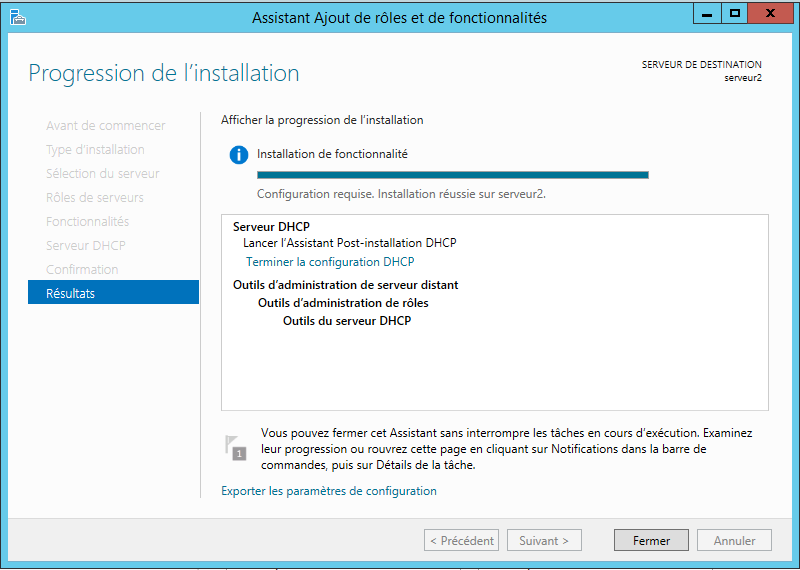 Assistant Ajout de rôles et de fonctionnalités
Progression de l'installation
SERVEUR DE DESTINATION
serveur2
Avant de commencer
Type d'installation
Sélection du serveur
Rôles de serveurs
Fonctionnalités
Serveur DHCP
Confirmation
Résultats
Afficher la progression de l'installation
Installation de fonctionnalité
Configuration requise. Installation réussie sur serveur2.
Serveur DHCP
Lancer l'Assistant Post-installation DHCP
Terminer la configuration DHCP
Outils d'administration de serveur distant
Outils d'administration de rôles
Outils du serveur DHCP
1
Vous pouvez fermer cet Assistant sans interrompre les tâches en cours d'exécution. Examinez
leur progression ou rouvrez cette page en cliquant sur Notifications dans la barre de
commandes, puis sur Détails de la tâche.
Exporter les paramètres de configuration
< Précédent
Suivant >
Fermer
Annuler